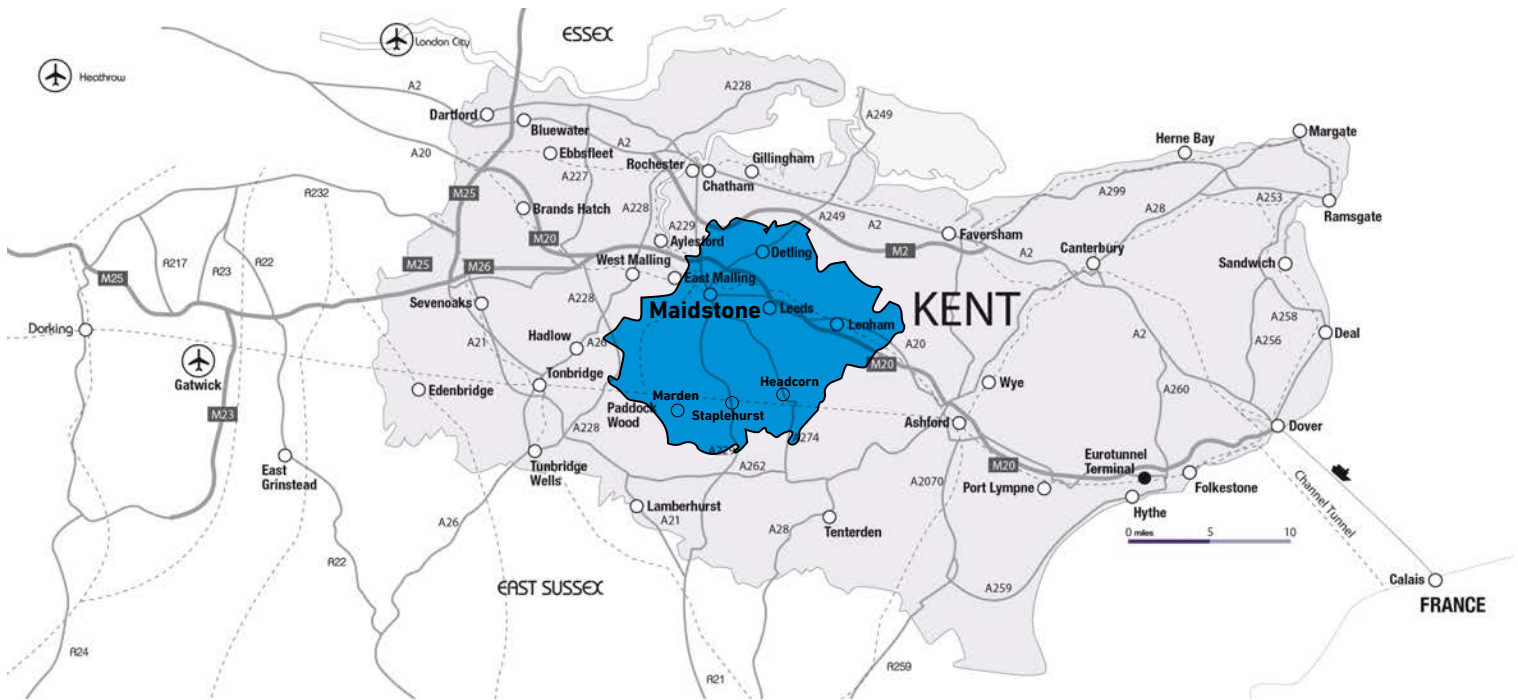 ESSEX
London City
Heathrow
A2
A228
A249
Dartford
Bluewater
A2
Margate
Herne Bay
A20
Ebbsfleet
Rochester
Gillingham
Chatham
A227
M25
A299
A253
R232
Brands Hatch
A228
A229
A249
A2
A28
Ramsgate
M20
Aylesford
Detling
M2
Faversham
Canterbury
A2
Sandwich
M25
R217
R23
R22
M25
M26
West Malling
East Malling
Sevenoaks
A228
Maidstone
Leeds
Lenham
KENT
A258
Deal
Dorking
Hadlow
A26
A20
A2
A256
A21
M20
Gatwick
Edenbridge
Tonbridge
Headcorn
Wye
A260
M23
Marden
Paddock
Wood
Staplehurst
Ashford
Dover
A228
A229
A274
East
Grinstead
Tunbridge
Wells
A262
M20
Eurotunnel
Terminal
A2070
Port Lympne
Folkestone
Channel Tunnel
Lamberhurst
A21
A26
A28
Tenterden
Hythe
0 miles
5
10
R22
EAST SUSSEX
A259
Calais
FRANCE
R24
R21
R259